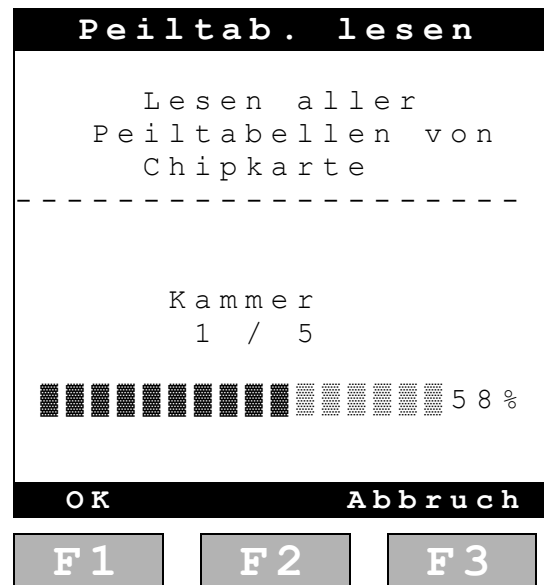 Peiltab. lesen
Lesen aller
Peiltabellen von
Chipkarte
--------------------
Kammer
1 / 5
58%
OK Abbruch
F1 F2 F3